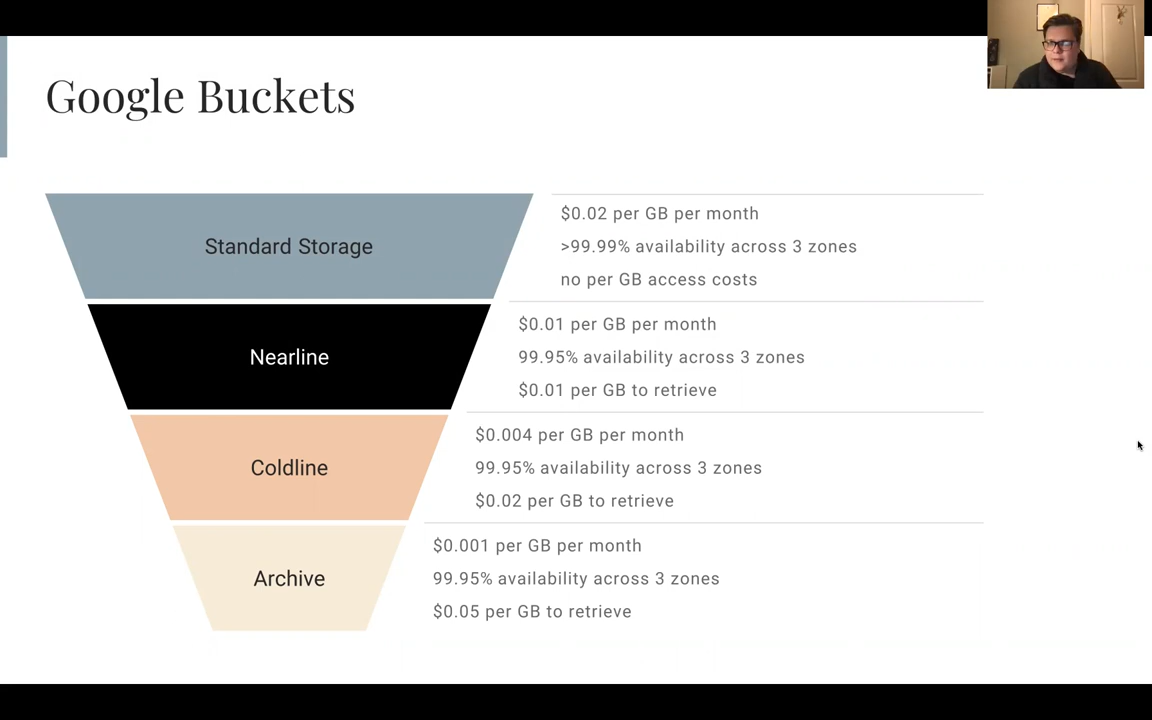 Google Buckets
Standard Storage
$0.02 per GB per month
>99.99% availability across 3 zones
no per GB access costs
Nearline
$0.01 per GB per month
99.95% availability across 3 zones
$0.01 per GB to retrieve
Coldline
$0.004 per GB per month
99.95% availability across 3 zones
$0.02 per GB to retrieve
Archive
$0.001 per GB per month
99.95% availability across 3 zones
$0.05 per GB to retrieve